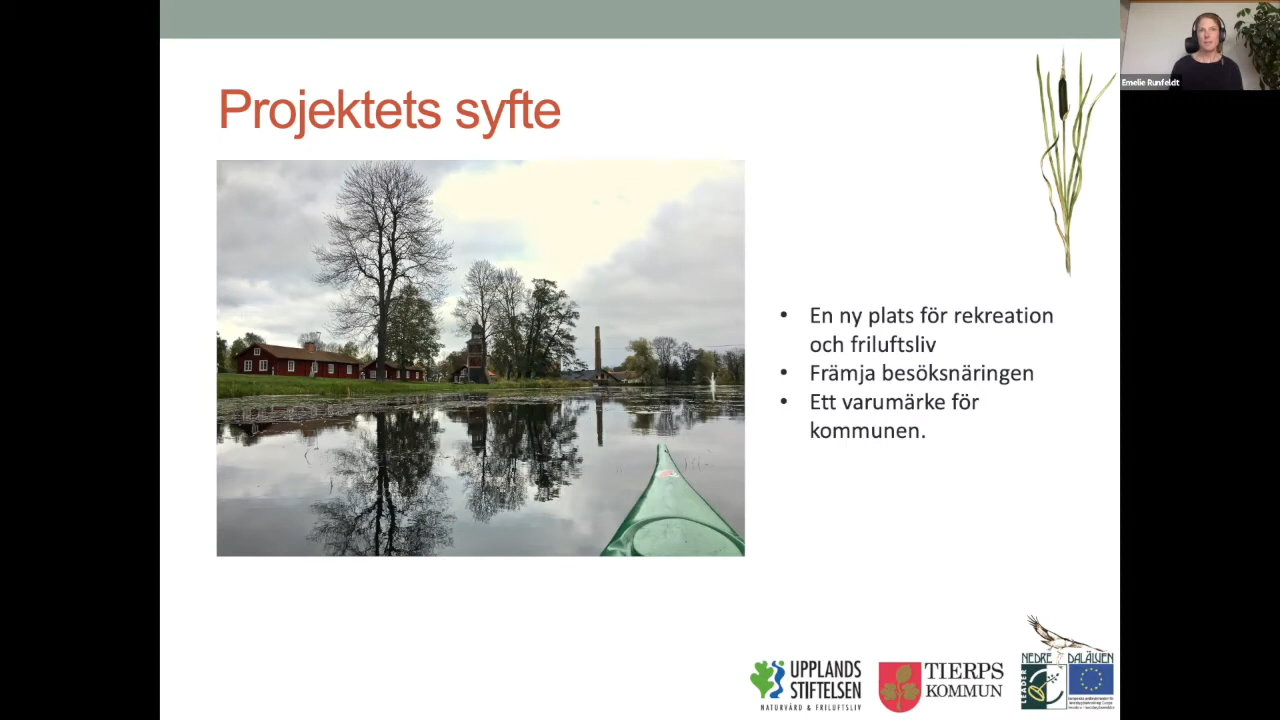 Projektets syfte
Emelie Runfeldt
• En ny plats för rekreation
och friluftsliv
• Främja besöksnäringen
• Ett varumärke för
kommunen.
UPPLANDS
STIFTELSEN
NATURVÅRD & FRILUFTSLIV
TIERPS
KOMMUN
NEDRE DALÄLVEN
LEADER